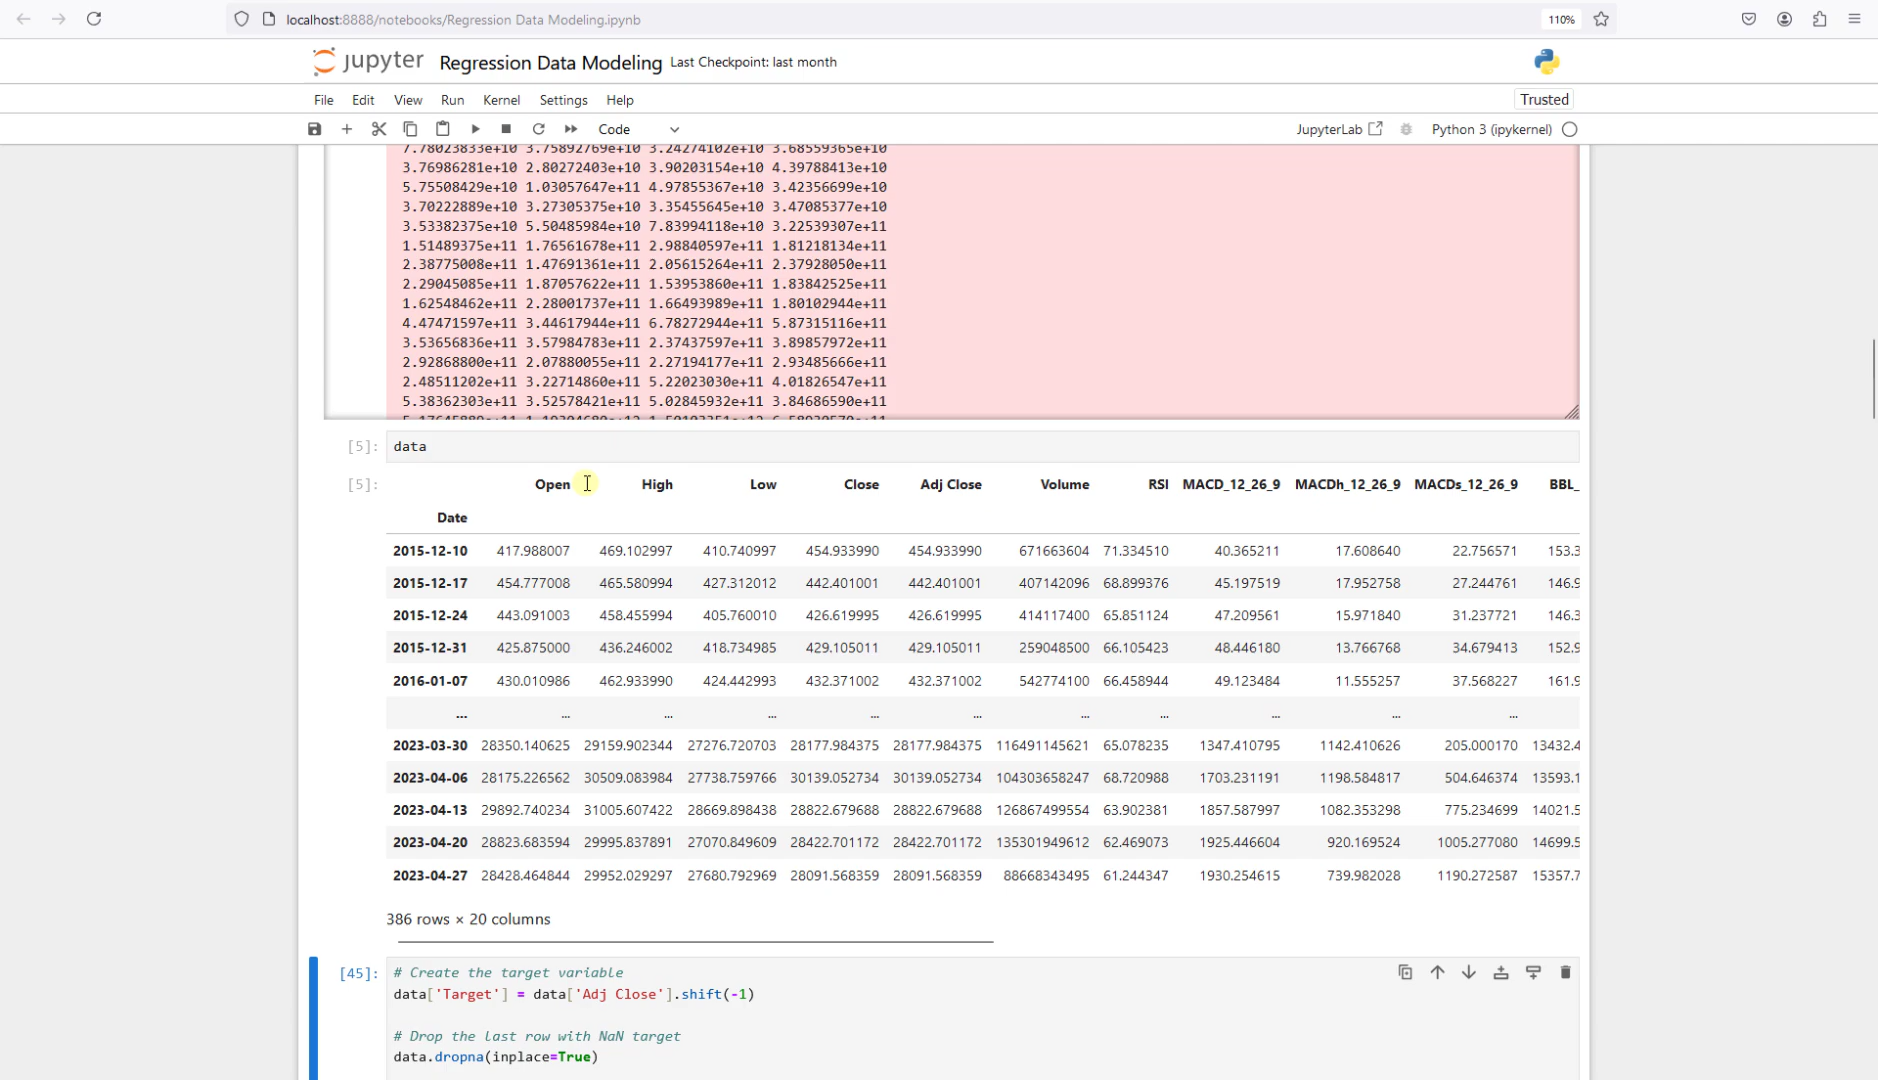 localhost:8888/notebooks/Regression Data Modeling.ipynb 110%
jupyter Regression Data Modeling Last Checkpoint: last month
File Edit View Run Kernel Settings Help Trusted
Code JupyterLab Python 3 (ipykernel)
7.78023833e+10 3.75892769e+10 3.24274102e+10 3.68559365e+10
3.76986281e+10 2.80272403e+10 3.90203154e+10 4.39788413e+10
5.75508429e+10 1.03057647e+11 4.97855367e+10 3.42356699e+10
3.70222889e+10 3.27305375e+10 3.35455645e+10 3.47085377e+10
3.53382375e+10 5.50485984e+10 7.83994118e+10 3.22539307e+11
1.51489375e+11 1.76561678e+11 2.98840597e+11 1.81218134e+11
2.38775008e+11 1.47691361e+11 2.05615264e+11 2.37928050e+11
2.29045085e+11 1.87057622e+11 1.53953860e+11 1.83842525e+11
1.62548462e+11 2.28001737e+11 1.66493989e+11 1.80102944e+11
4.47471597e+11 3.44617944e+11 6.78272944e+11 5.87315116e+11
3.53656836e+11 3.57984783e+11 2.37437597e+11 3.89857972e+11
2.92868800e+11 2.07880055e+11 2.27194177e+11 2.93485666e+11
2.48511202e+11 3.22714860e+11 5.22023030e+11 4.01826547e+11
5.38362303e+11 3.52578421e+11 5.02845932e+11 3.84686590e+11
[5]: data
[5]: Open High Low Close Adj Close Volume RSI MACD_12_26_9 MACDh_12_26_9 MACDs_12_26_9 BBL_
Date
2015-12-10 417.988007 469.102997 410.740997 454.933990 454.933990 671663604 71.334510 40.365211 17.608640 22.756571 153.3
2015-12-17 454.777008 465.580994 427.312012 442.401001 442.401001 407142096 68.899376 45.197519 17.952758 27.244761 146.9
2015-12-24 443.091003 458.455994 405.760010 426.619995 426.619995 414117400 65.851124 47.209561 15.971840 31.237721 146.3
2015-12-31 425.875000 436.246002 418.734985 429.105011 429.105011 259048500 66.105423 48.446180 13.766768 34.679413 152.9
2016-01-07 430.010986 462.933990 424.442993 432.371002 432.371002 542774100 66.458944 49.123484 11.555257 37.568227 161.9
... ... ... ... ... ... ... ... ... ... ...
2023-03-30 28350.140625 29159.902344 27276.720703 28177.984375 28177.984375 116491145621 65.078235 1347.410795 1142.410626 205.000170 13432.4
2023-04-06 28175.226562 30509.083984 27738.759766 30139.052734 30139.052734 104303658247 68.720988 1703.231191 1198.584817 504.646374 13593.1
2023-04-13 29892.740234 31005.607422 28669.898438 28822.679688 28822.679688 126867499554 63.902381 1857.587997 1082.353298 775.234699 14021.5
2023-04-20 28823.683594 29995.837891 27070.849609 28422.701172 28422.701172 135301949612 62.469073 1925.446604 920.169524 1005.277080 14699.5
2023-04-27 28428.464844 29952.029297 27680.792969 28091.568359 28091.568359 88668343495 61.244347 1930.254615 739.982028 1190.272587 15357.7
386 rows × 20 columns
[45]: # Create the target variable
data['Target'] = data['Adj Close'].shift(-1)
# Drop the last row with NaN target
data.dropna(inplace=True)